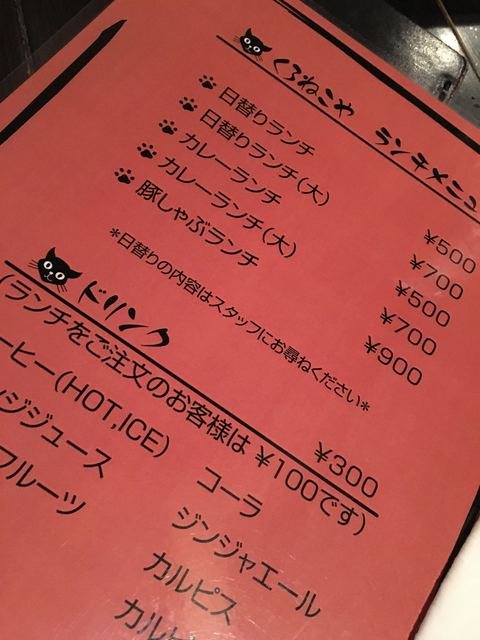 くろねこや ランチメニュー
日替りランチ ¥500
日替りランチ(大) ¥700
カレーランチ ¥500
カレーランチ(大) ¥700
豚しゃぶランチ ¥900
*日替りの内容はスタッフにお尋ねください*
ドリンク ¥300
(ランチをご注文のお客様は ¥100です)
ーヒー(HOT,ICE) コーラ
ンジジュース ジンジャエール
フルーツ カルピス
カルピ